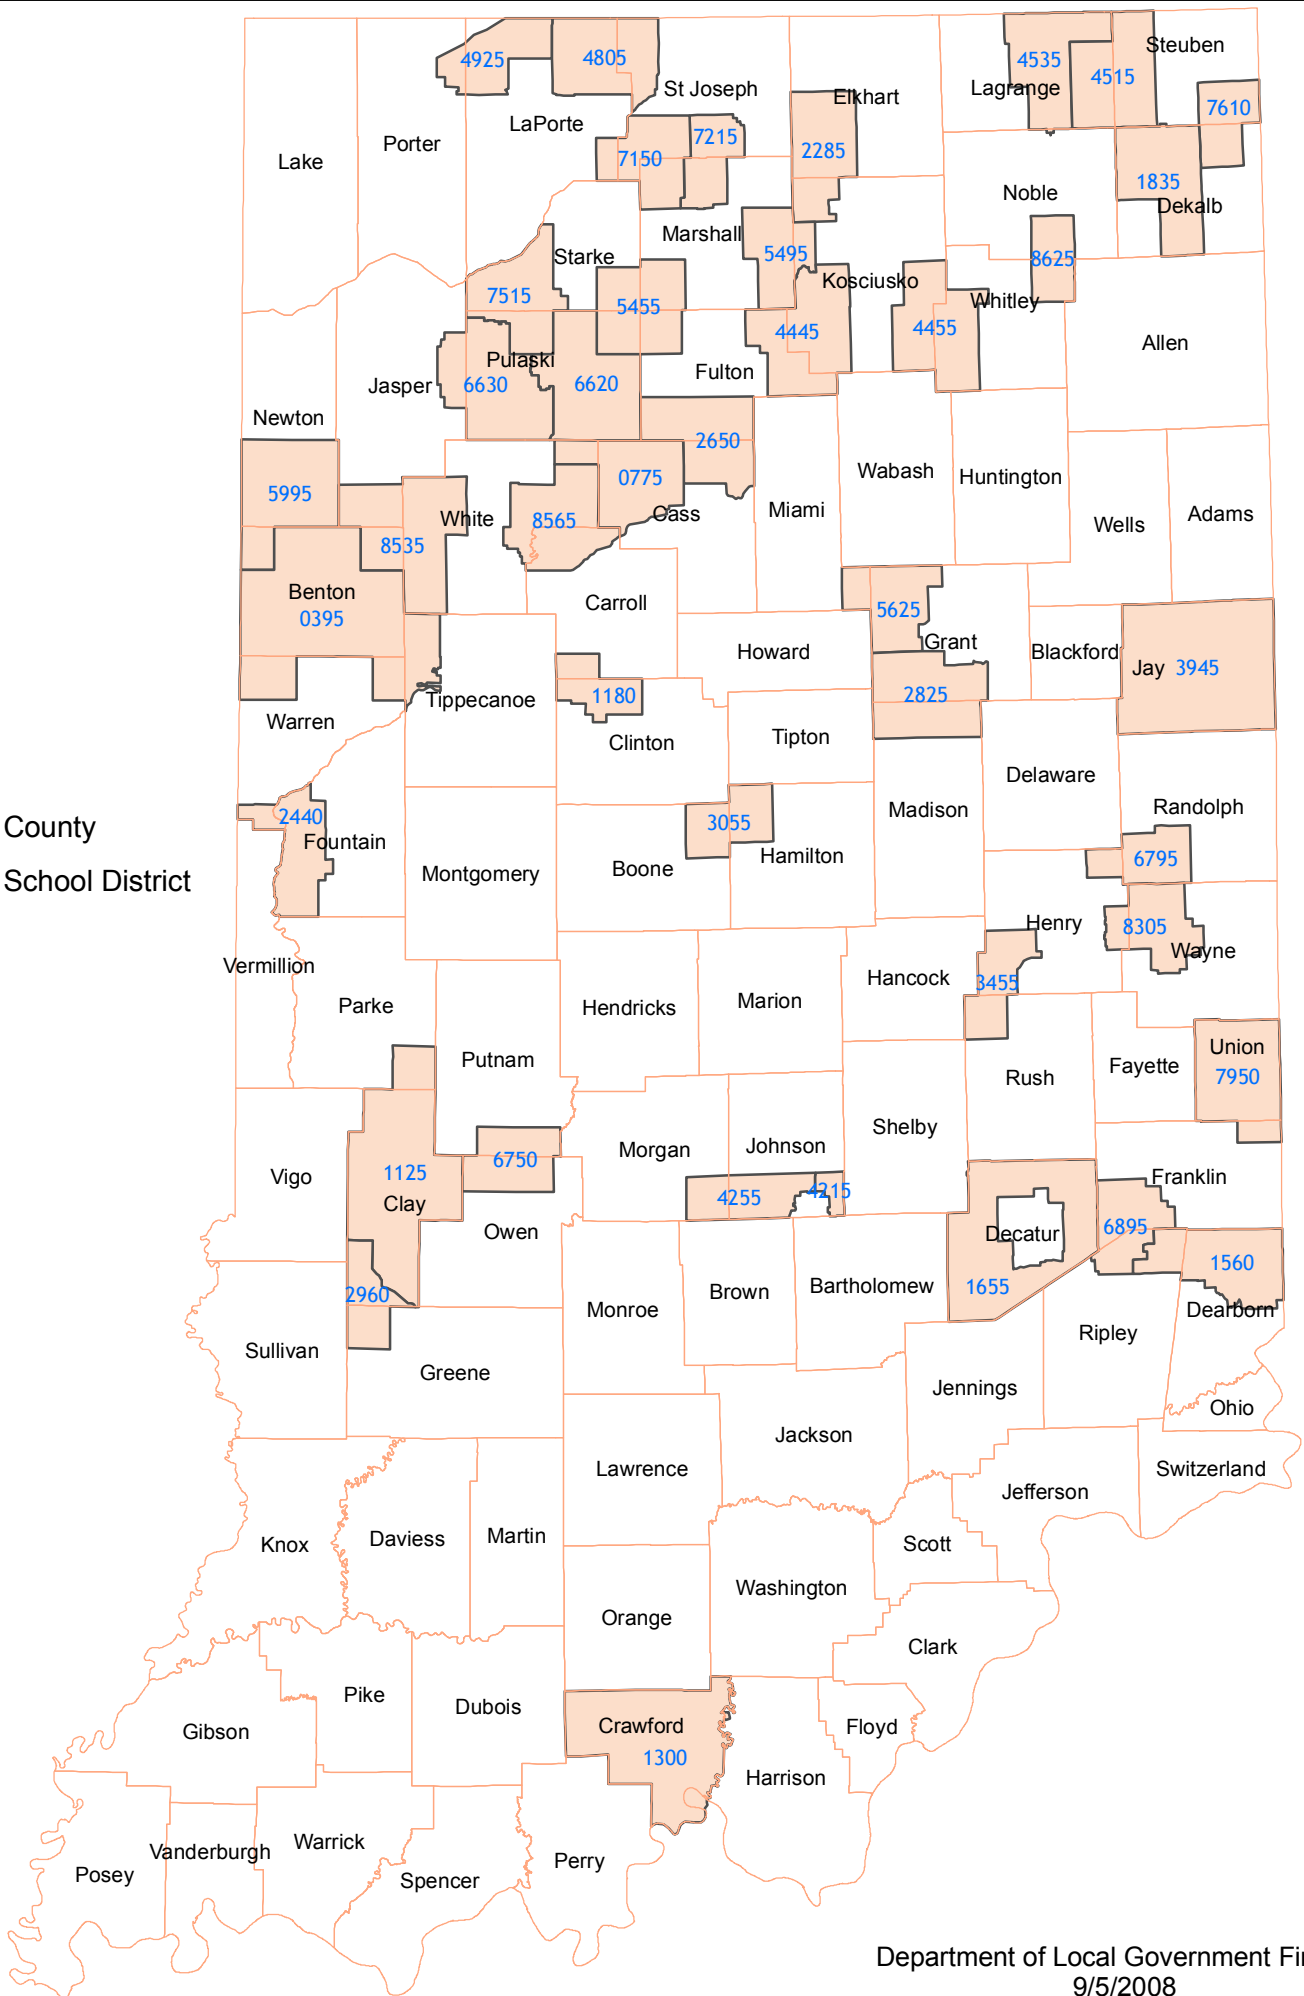 4925
4805
St Joseph
Elkhart
4535
4515
Steuben
Lagrange
7610
LaPorte
7215
7150
2285
Porter
Lake
Noble
1835
Dekalb
Marshall
5495
Starke
8625
Kosciusko
7515
5455
4445
4455
Whitley
Allen
Pulaski
Jasper
6630
6620
Fulton
Newton
2650
0775
Wabash
Huntington
5995
White
8565
Cass
Miami
Wells
Adams
8535
Benton
0395
Carroll
5625
Grant
Howard
Blackford
Jay
3945
Tippecanoe
1180
2825
Warren
Clinton
Tipton
Delaware
Madison
Randolph
2440
3055
County
Fountain
Boone
Hamilton
6795
School District
Montgomery
Henry
8305
Wayne
Vermillion
Hancock
3455
Parke
Hendricks
Marion
Putnam
Union
7950
Rush
Fayette
Shelby
Morgan
Johnson
6750
1125
Vigo
Clay
4255
4215
Franklin
Owen
Decatur
6895
1560
1655
2960
Brown
Bartholomew
Monroe
Dearborn
Ripley
Sullivan
Greene
Jennings
Ohio
Jackson
Lawrence
Switzerland
Jefferson
Knox
Daviess
Martin
Scott
Washington
Orange
Clark
Pike
Dubois
Gibson
Crawford
1300
Floyd
Harrison
Warrick
Vanderburgh
Posey
Spencer
Perry
Department of Local Government Fi
9/5/2008